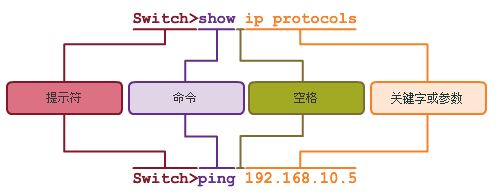 Switch>show ip protocols
提示符
命令
空格
关键字或参数
Switch>ping 192.168.10.5